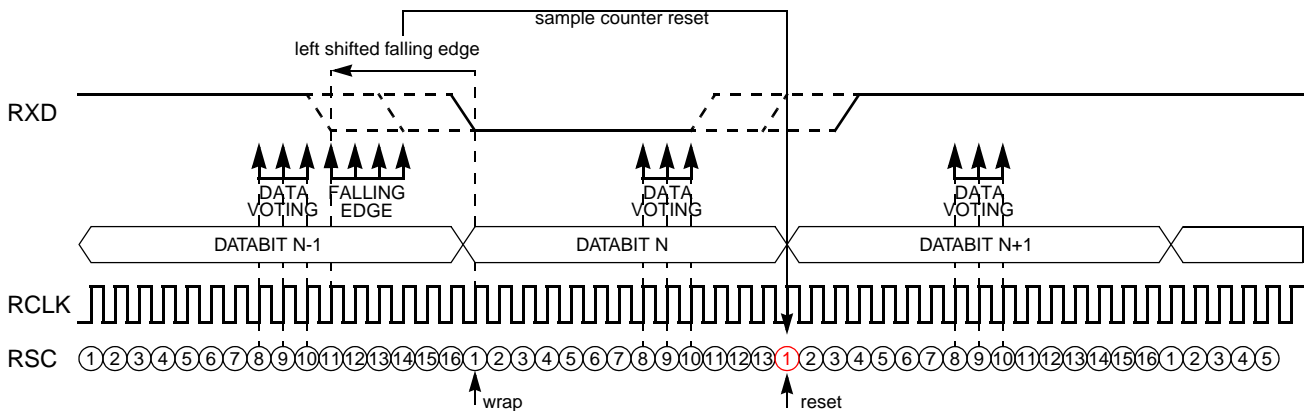 sample counter reset
left shifted falling edge
RXD
DATA VOTING
FALLING EDGE
DATA VOTING
DATA VOTING
DATABIT N-1
DATABIT N
DATABIT N+1
RCLK
RSC 1 2 3 4 5 6 7 8 9 10 11 12 13 14 15 16 1 2 3 4 5 6 7 8 9 10 11 12 13 1 2 3 4 5 6 7 8 9 10 11 12 13 14 15 16 1 2 3 4 5
wrap
reset